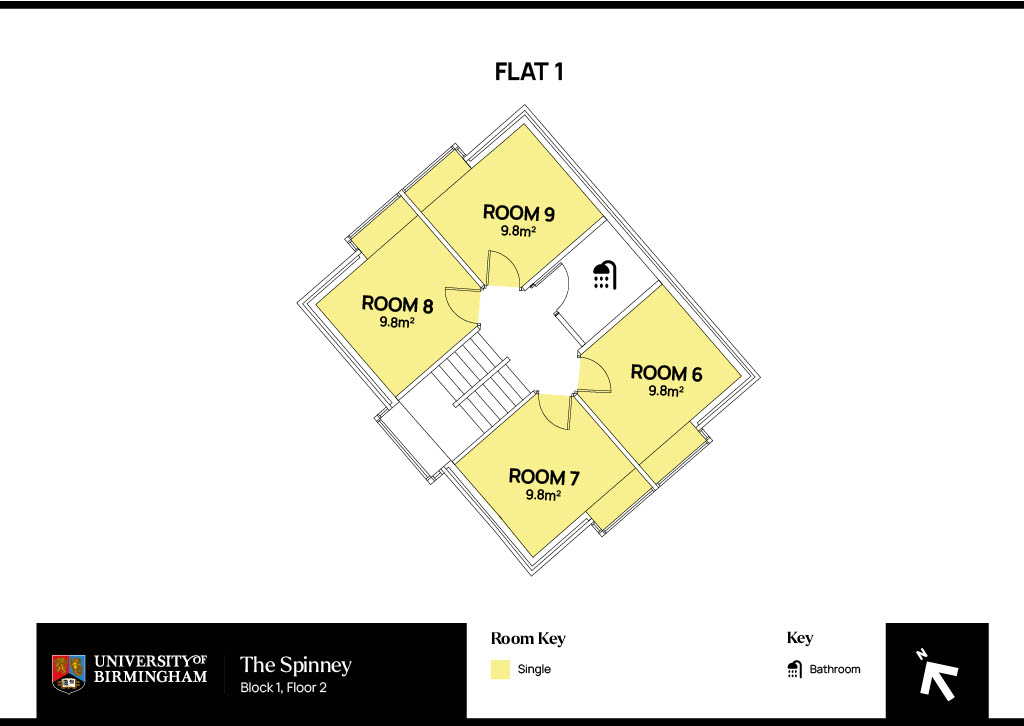 FLAT 1
ROOM 9
9.8m²
ROOM 8
9.8m²
ROOM 6
9.8m²
ROOM 7
9.8m²
UNIVERSITY OF
BIRMINGHAM
The Spinney
Block 1, Floor 2
Room Key
Single
Key
Bathroom
N